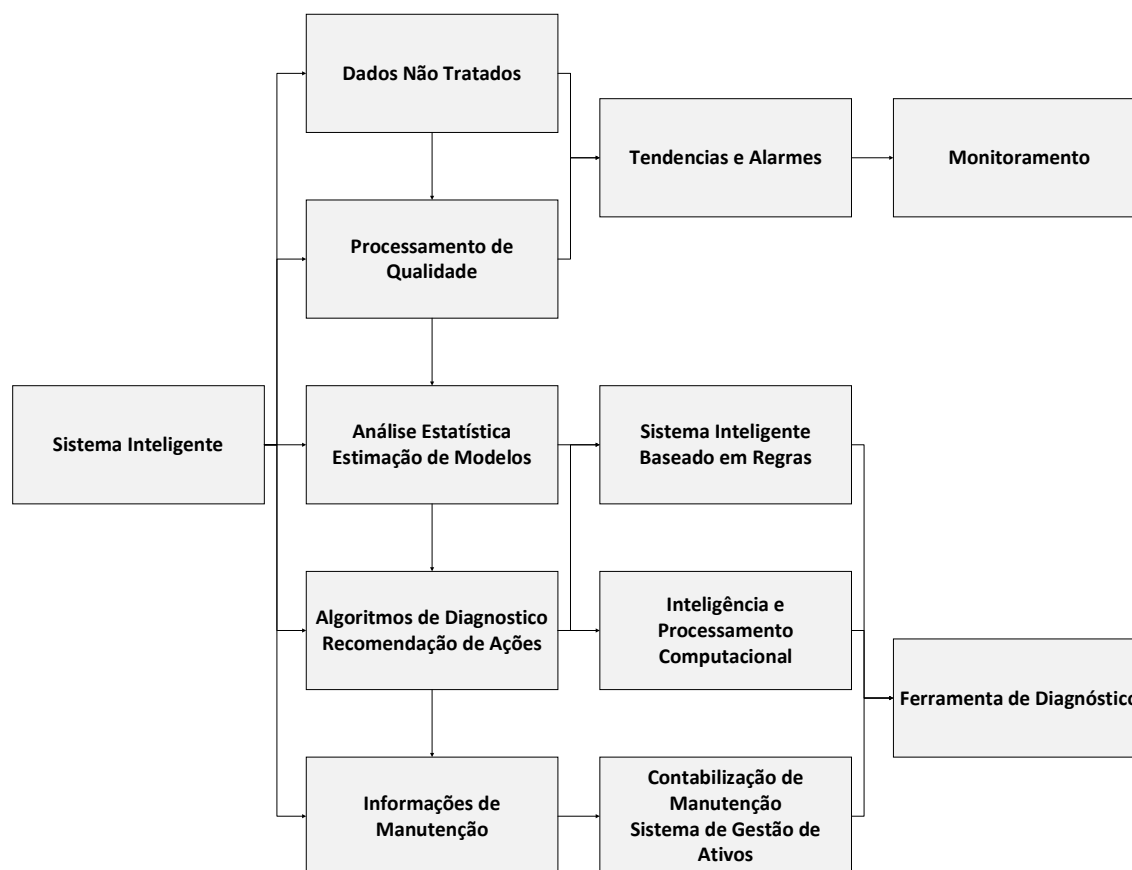 Dados Não Tratados
Tendencias e Alarmes
Monitoramento
Processamento de
Qualidade
Sistema Inteligente
Análise Estatística
Estimação de Modelos
Sistema Inteligente
Baseado em Regras
Algoritmos de Diagnostico
Recomendação de Ações
Inteligência e
Processamento
Computacional
Ferramenta de Diagnóstico
Informações de
Manutenção
Contabilização de
Manutenção
Sistema de Gestão de
Ativos